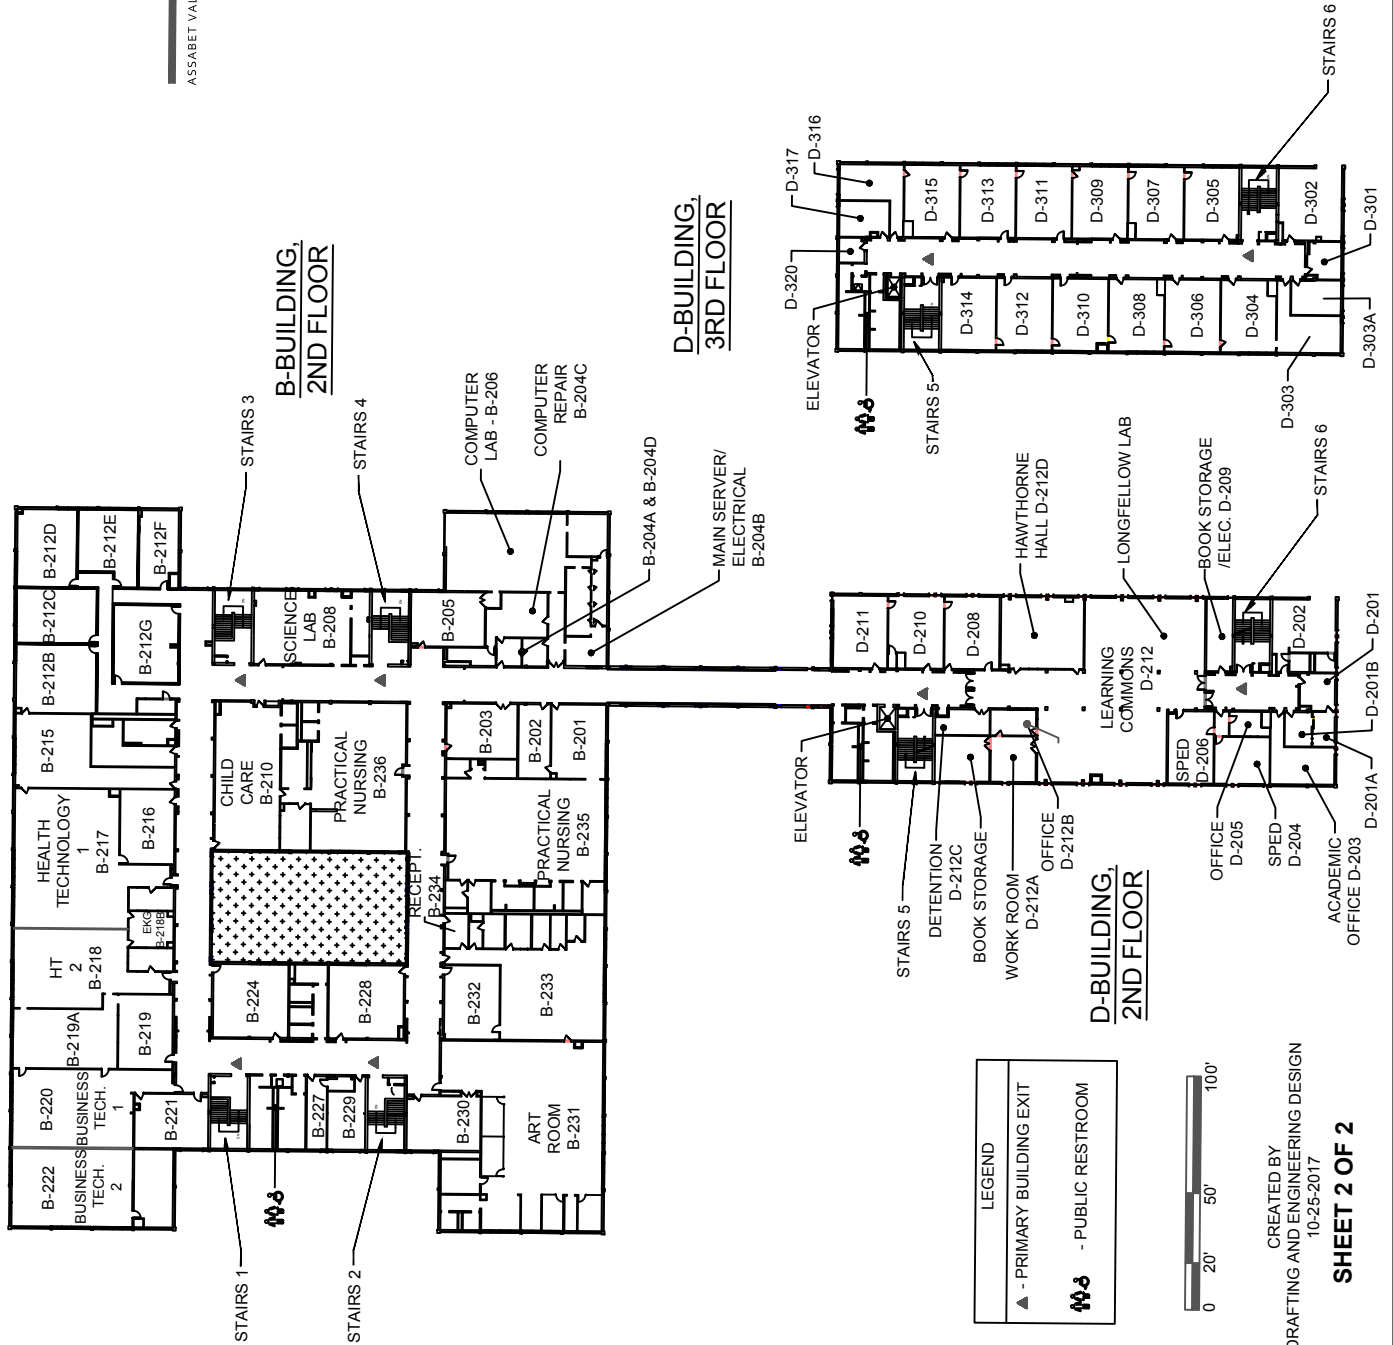 ASSABET VAL
B-BUILDING,
2ND FLOOR
STAIRS 3
STAIRS 4
COMPUTER
LAB - B-206
COMPUTER
REPAIR
B-204C
B-204A & B-204D
MAIN SERVER/
ELECTRICAL
B-204B
B-212D
B-212E
B-212F
B-212C
B-212G
B-212B
SCIENCE
LAB
B-208
B-205
B-215
CHILD
CARE
B-210
PRACTICAL
NURSING
B-236
B-203
B-202
B-201
HEALTH
TECHNOLOGY
1
B-217
B-216
PRACTICAL
NURSING
B-235
RECEPT.
B-234
EKG
B-218B
HT
2
B-218
B-224
B-228
B-232
B-233
B-219A
B-219
B-220
BUSINESS
TECH.
1
B-221
B-227
B-229
B-230
ART
ROOM
B-231
B-222
BUSINESS
TECH.
2
STAIRS 1
STAIRS 2
D-BUILDING,
3RD FLOOR
STAIRS 6
D-316
D-317
D-320
ELEVATOR
D-315
D-313
D-311
D-309
D-307
D-305
D-302
D-301
D-314
D-312
D-310
D-308
D-306
D-304
D-303A
D-303
STAIRS 5
HAWTHORNE
HALL D-212D
LONGFELLOW LAB
BOOK STORAGE
/ELEC. D-209
STAIRS 6
D-211
D-210
D-208
D-202
D-201
D-201B
D-201A
LEARNING
COMMONS
D-212
SPED
D-206
ELEVATOR
STAIRS 5
DETENTION
D-212C
BOOK STORAGE
WORK ROOM
D-212A
OFFICE
D-212B
OFFICE
D-205
SPED
D-204
ACADEMIC
OFFICE D-203
D-BUILDING,
2ND FLOOR
LEGEND
- PRIMARY BUILDING EXIT
- PUBLIC RESTROOM
0 20' 50' 100'
CREATED BY
DRAFTING AND ENGINEERING DESIGN
10-25-2017
SHEET 2 OF 2